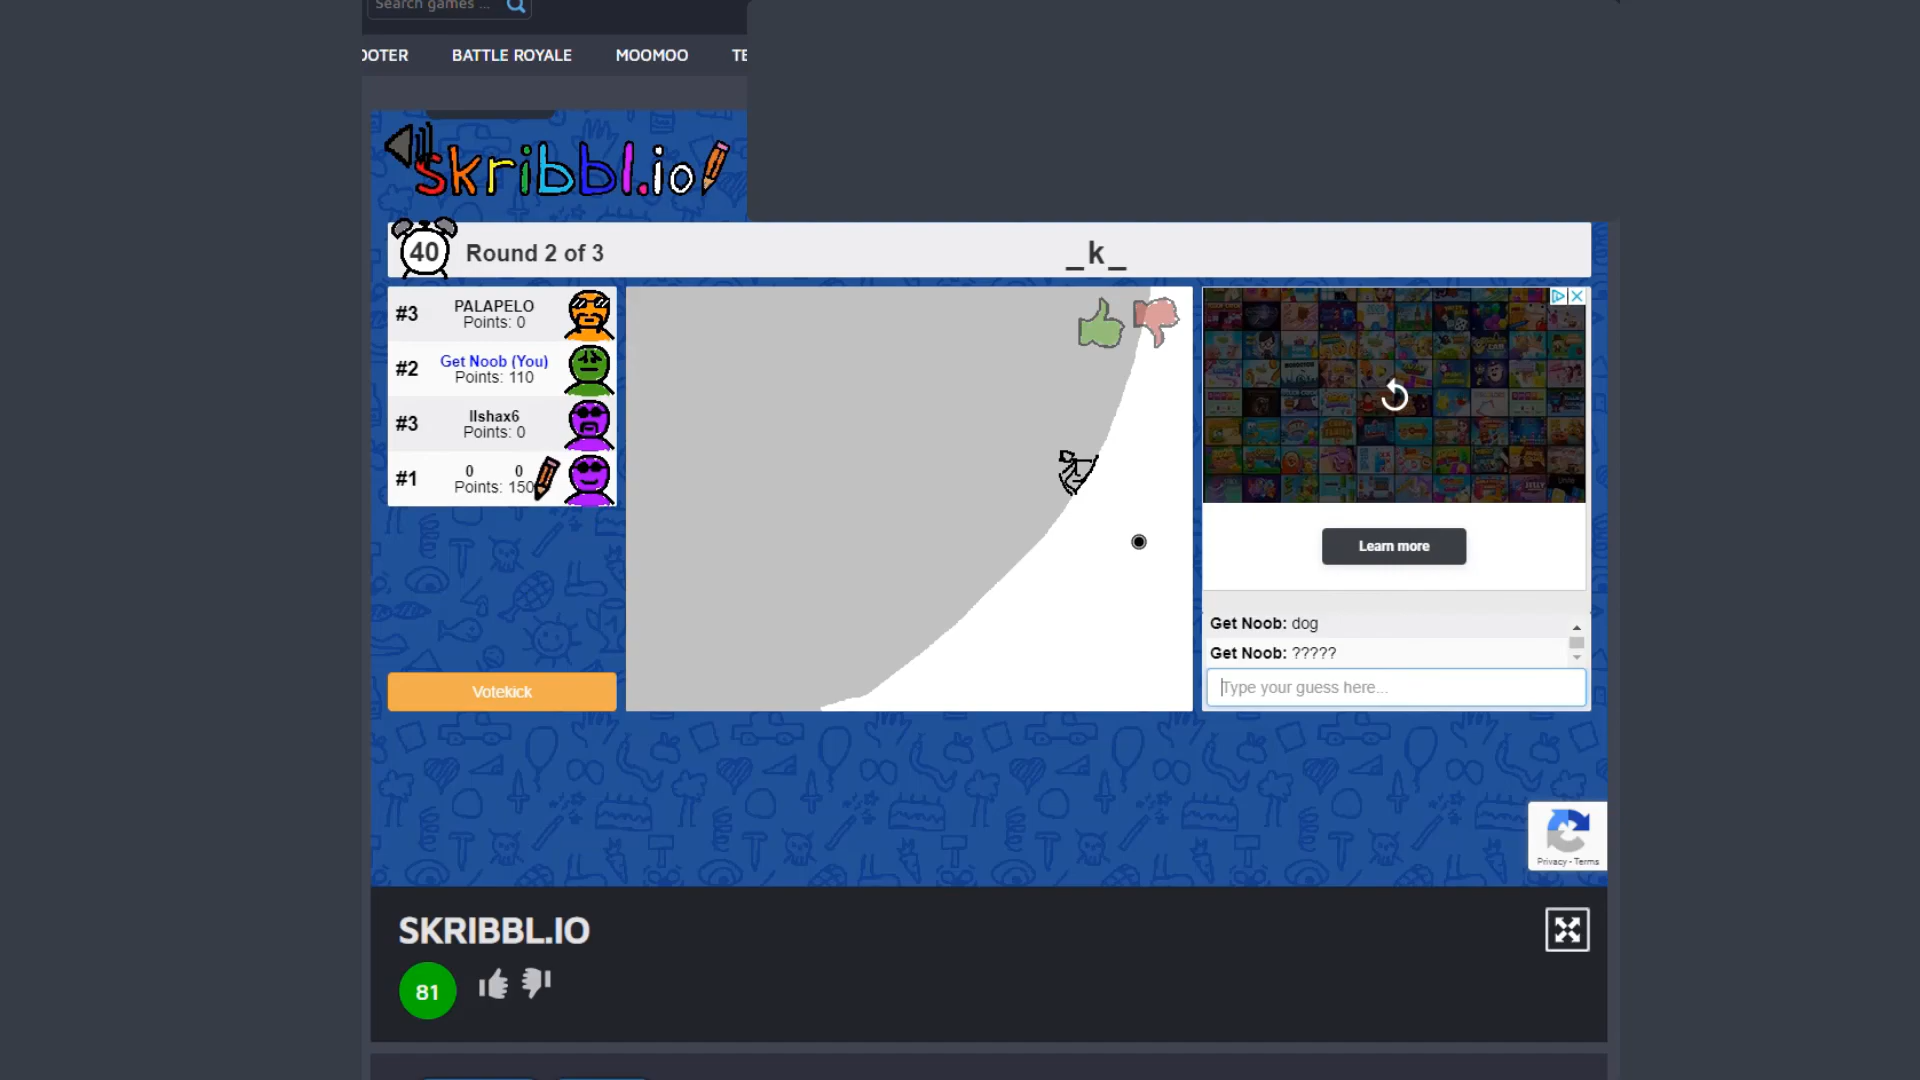 Search games ...
OOTER BATTLE ROYALE MOOMOO TE
skribbl.io
40 Round 2 of 3 _k_
#3 PALAPELO
Points: 0
#2 Get Noob (You)
Points: 110
#3 llshax6
Points: 0
#1 0 0
Points: 150
Votekick
Learn more
Get Noob: dog
Get Noob: ?????
Type your guess here...
Privacy - Terms
SKRIBBL.IO
81